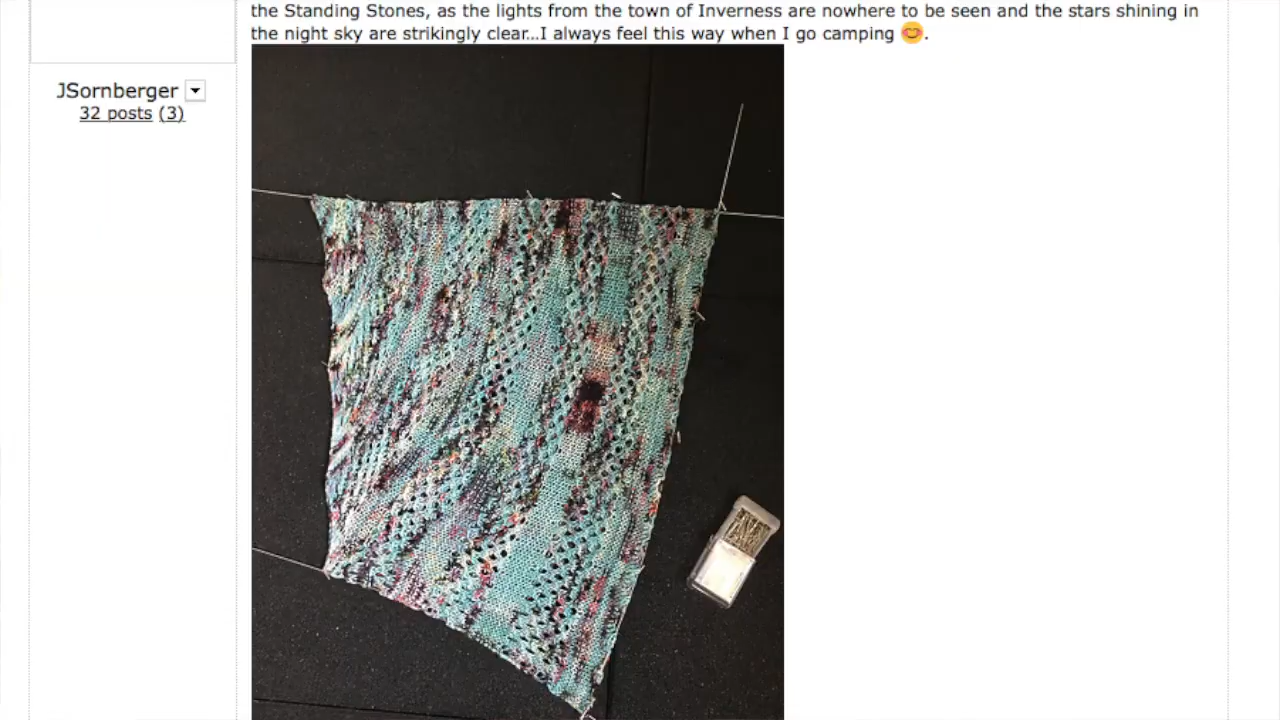 the Standing Stones, as the lights from the town of Inverness are nowhere to be seen and the stars shining in
the night sky are strikingly clear...I always feel this way when I go camping 😊.
JSornberger
32 posts (3)